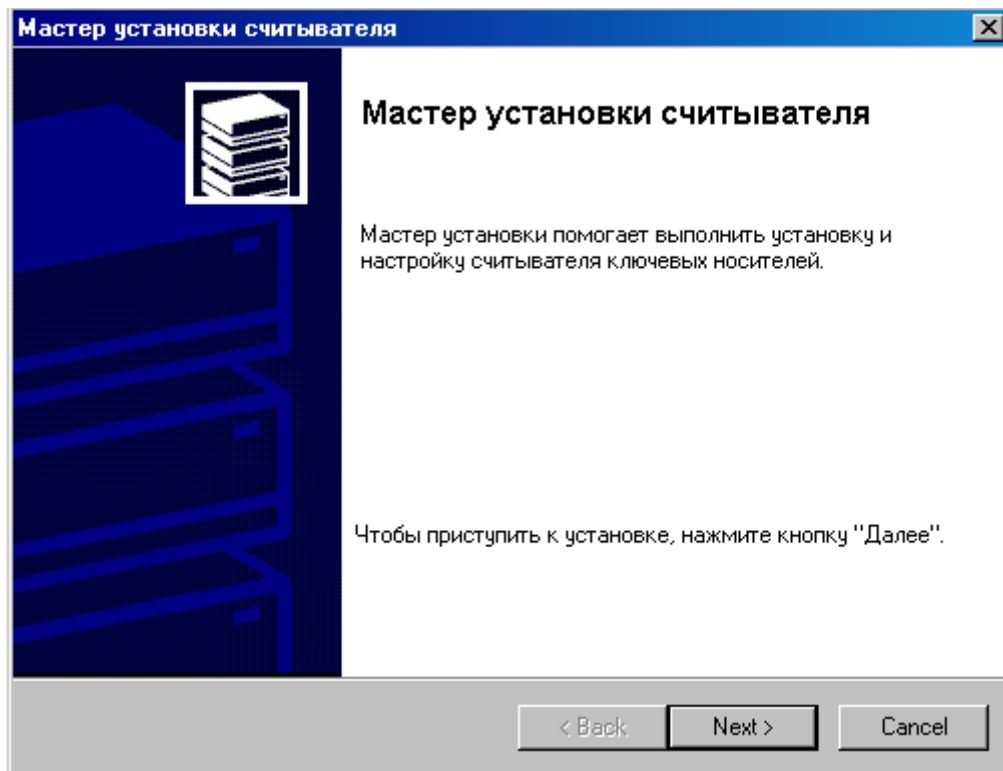 Мастер установки считывателя
Мастер установки считывателя
Мастер установки помогает выполнить установку и
настройку считывателя ключевых носителей.
Чтобы приступить к установке, нажмите кнопку "Далее".
< Back
Next >
Cancel